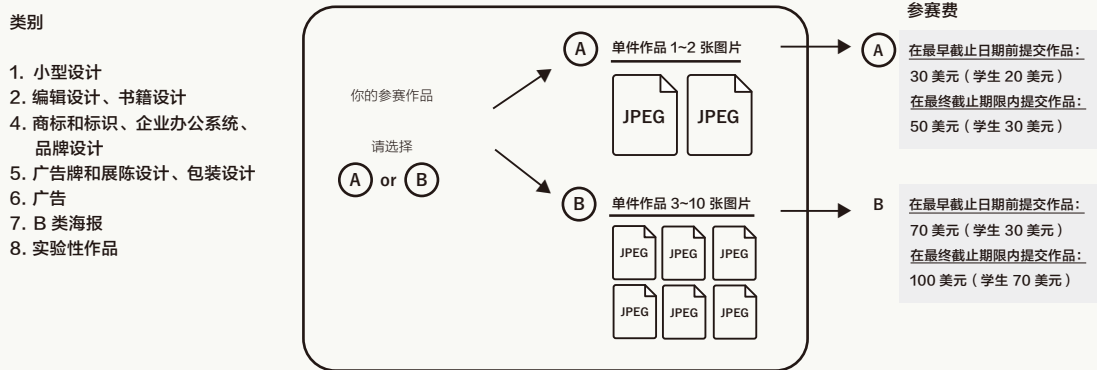 类别
1. 小型设计
2. 编辑设计、书籍设计
4. 商标和标识、企业办公系统、
品牌设计
5. 广告牌和展陈设计、包装设计
6. 广告
7. B 类海报
8. 实验性作品
你的参赛作品
请选择
A or B
A 单件作品 1~2 张图片
JPEG JPEG
B 单件作品 3~10 张图片
JPEG JPEG JPEG
JPEG JPEG JPEG
参赛费
A 在最早截止日期前提交作品：
30 美元（学生 20 美元）
在最终截止期限内提交作品：
50 美元（学生 30 美元）
B 在最早截止日期前提交作品：
70 美元（学生 30 美元）
在最终截止期限内提交作品：
100 美元（学生 70 美元）